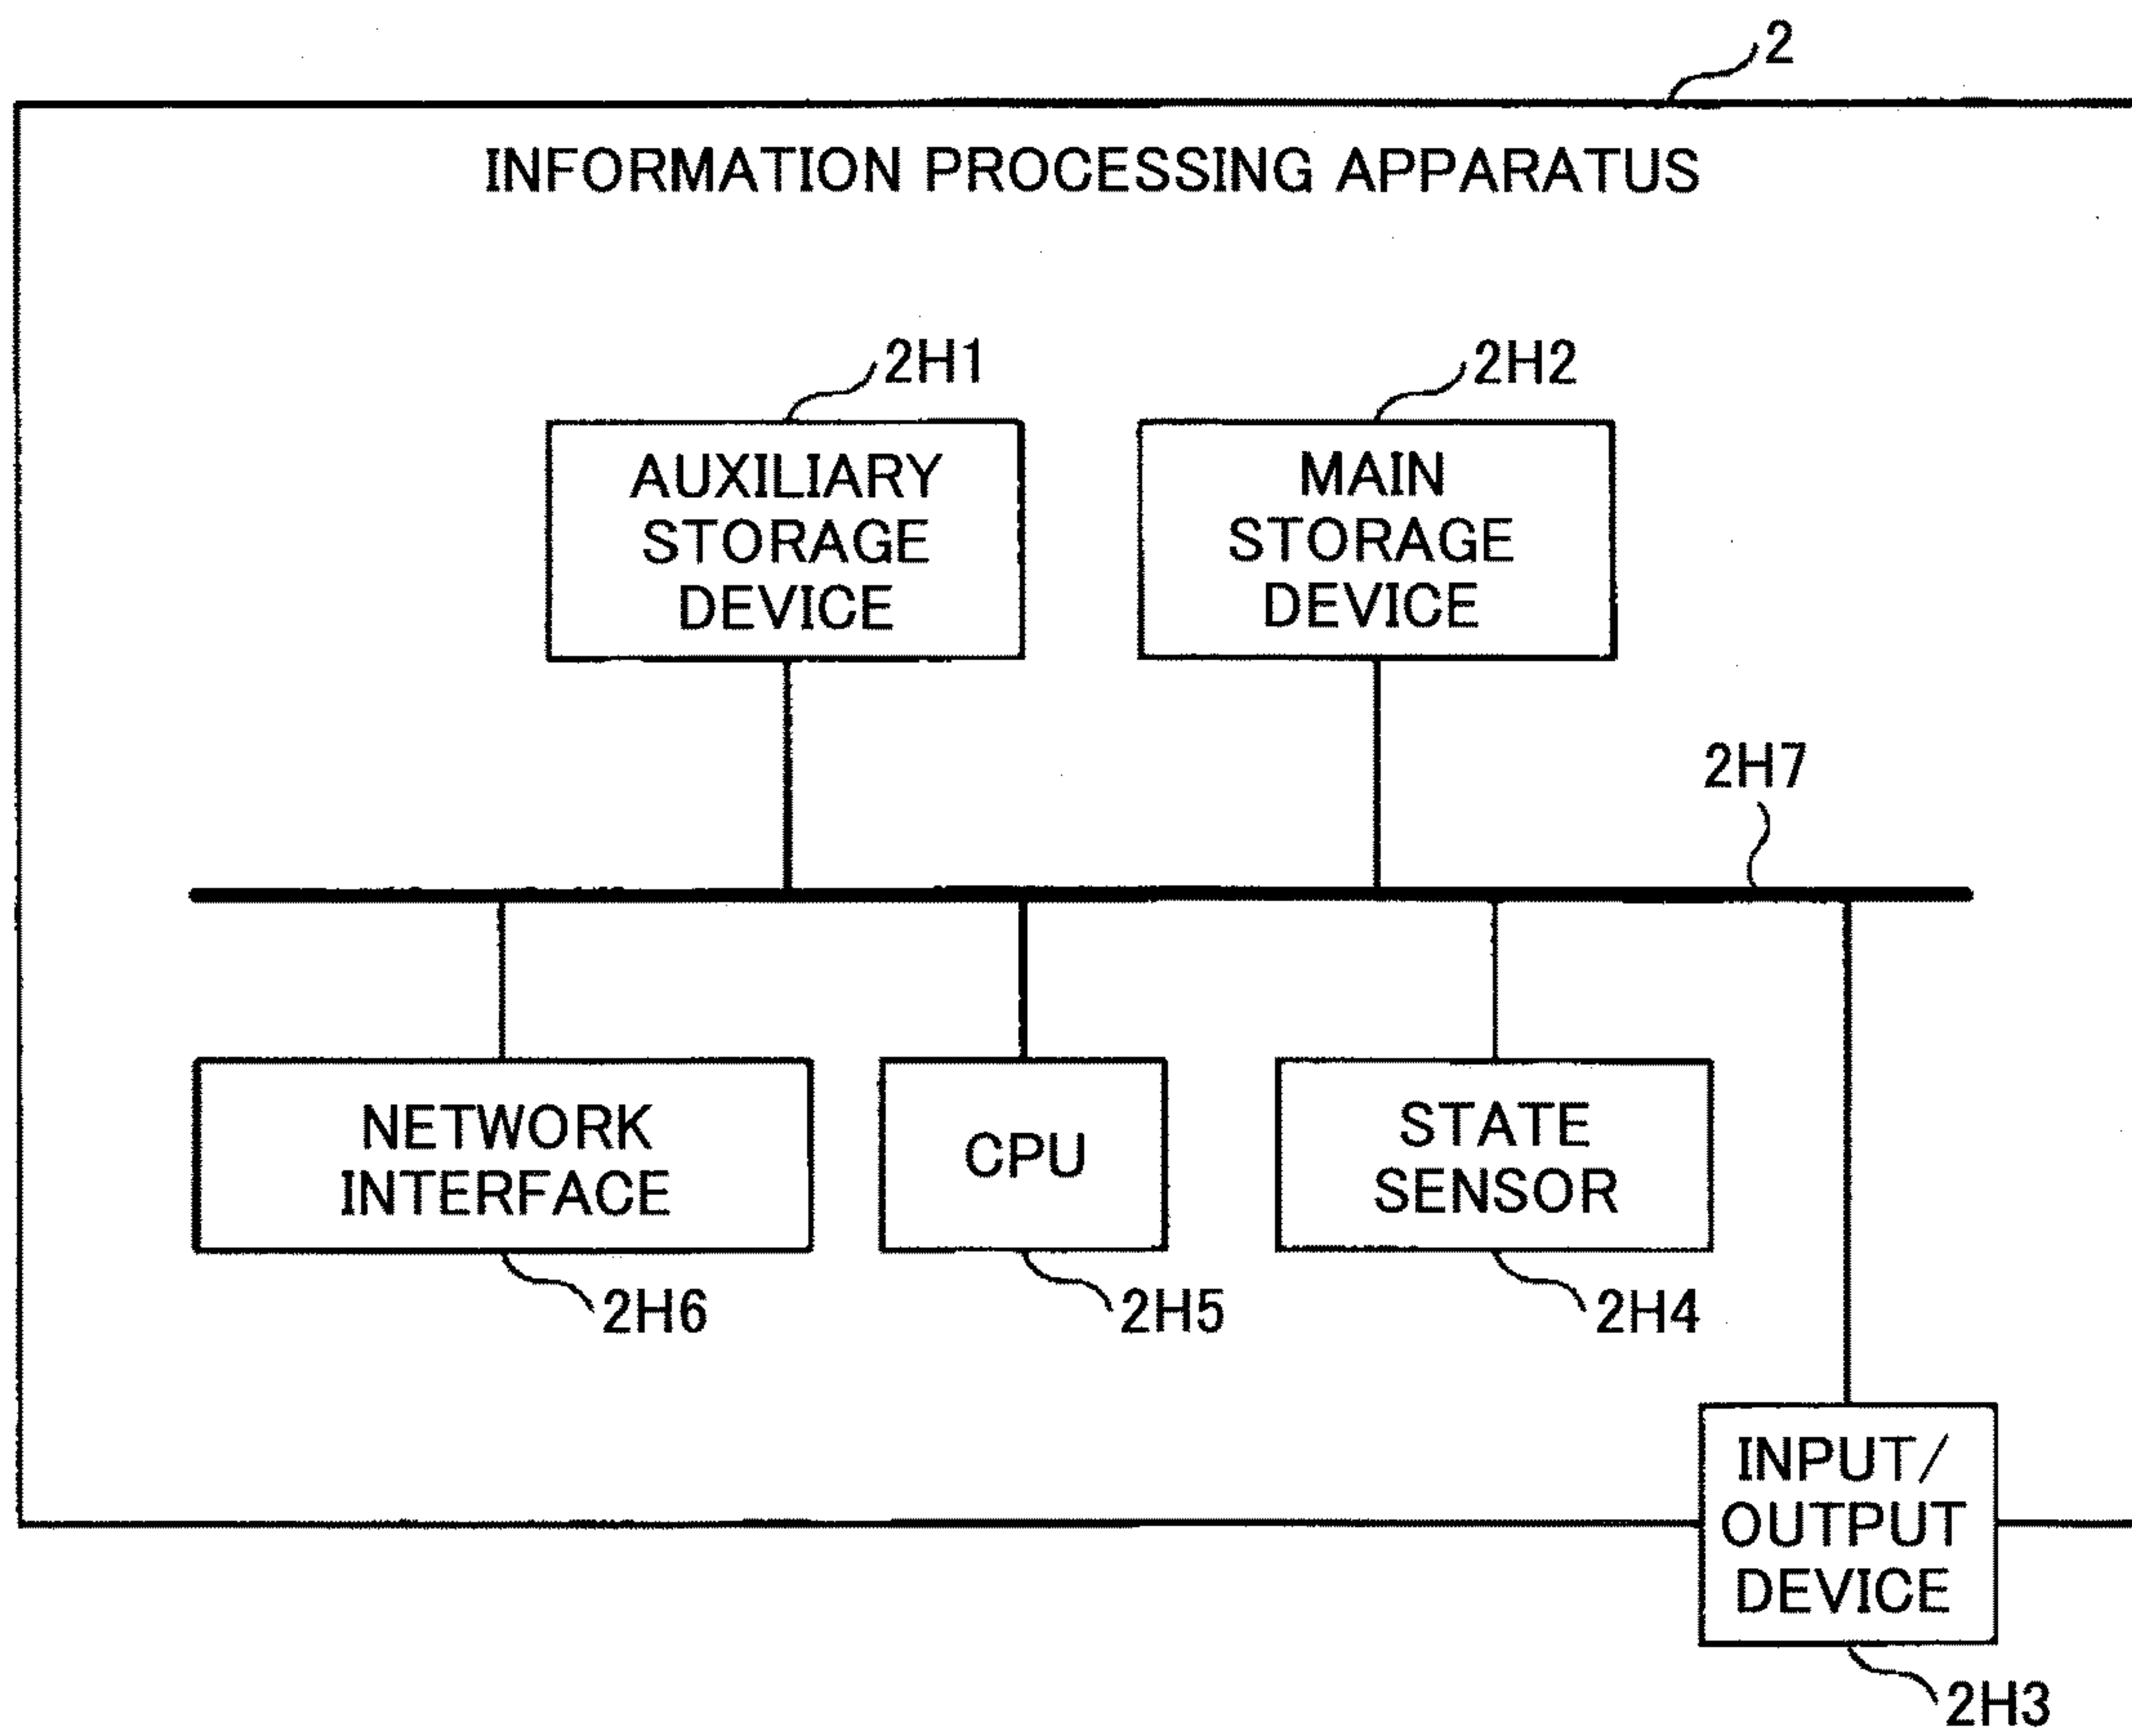 2
INFORMATION PROCESSING APPARATUS
2H1
2H2
AUXILIARY
STORAGE
DEVICE
MAIN
STORAGE
DEVICE
2H7
NETWORK
INTERFACE
CPU
STATE
SENSOR
2H6
2H5
2H4
INPUT/
OUTPUT
DEVICE
2H3